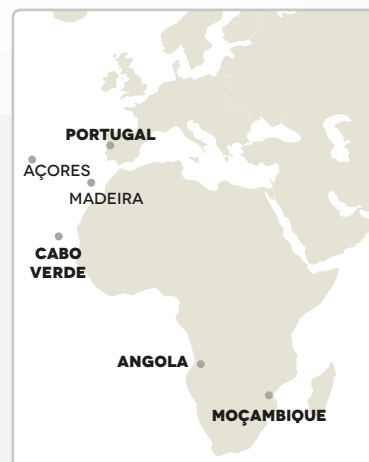 PORTUGAL
AÇORES
MADEIRA
CABO
VERDE
ANGOLA
MOÇAMBIQUE